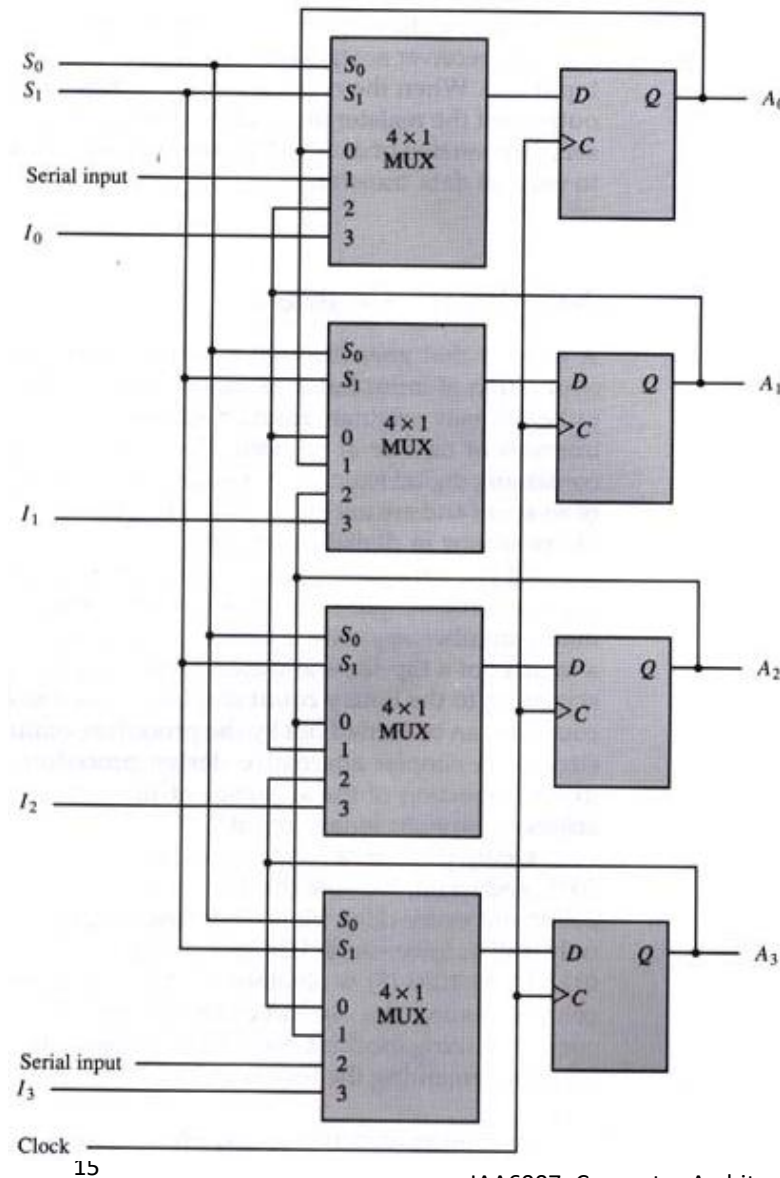 S₀
S₁
Serial input
I₀
S₀
S₁
4 × 1
MUX
0
1
2
3
D Q
C
S₀
S₁
4 × 1
MUX
0
1
2
3
I₁
D Q
C
A₁
S₀
S₁
4 × 1
MUX
0
1
2
3
I₂
D Q
C
A₂
S₀
S₁
4 × 1
MUX
0
1
2
3
Serial input
I₃
D Q
C
A₃
Clock
15